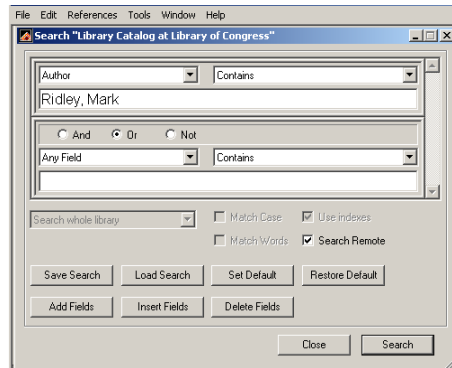 File Edit References Tools Window Help
Search "Library Catalog at Library of Congress"
Author Contains
Ridley, Mark
And Or Not
Any Field Contains
Search whole library Match Case Use indexes
Match Words Search Remote
Save Search Load Search Set Default Restore Default
Add Fields Insert Fields Delete Fields
Close Search